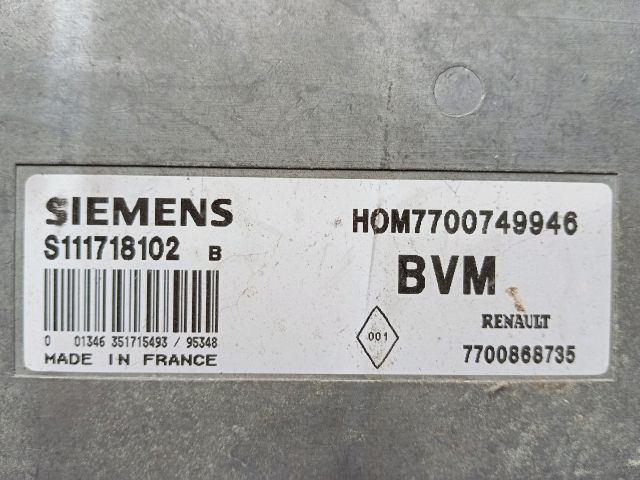 SIEMENS
S111718102 B
0 01346 351715493 / 95348
MADE IN FRANCE
HOM7700749946
BVM
001
RENAULT
7700868735